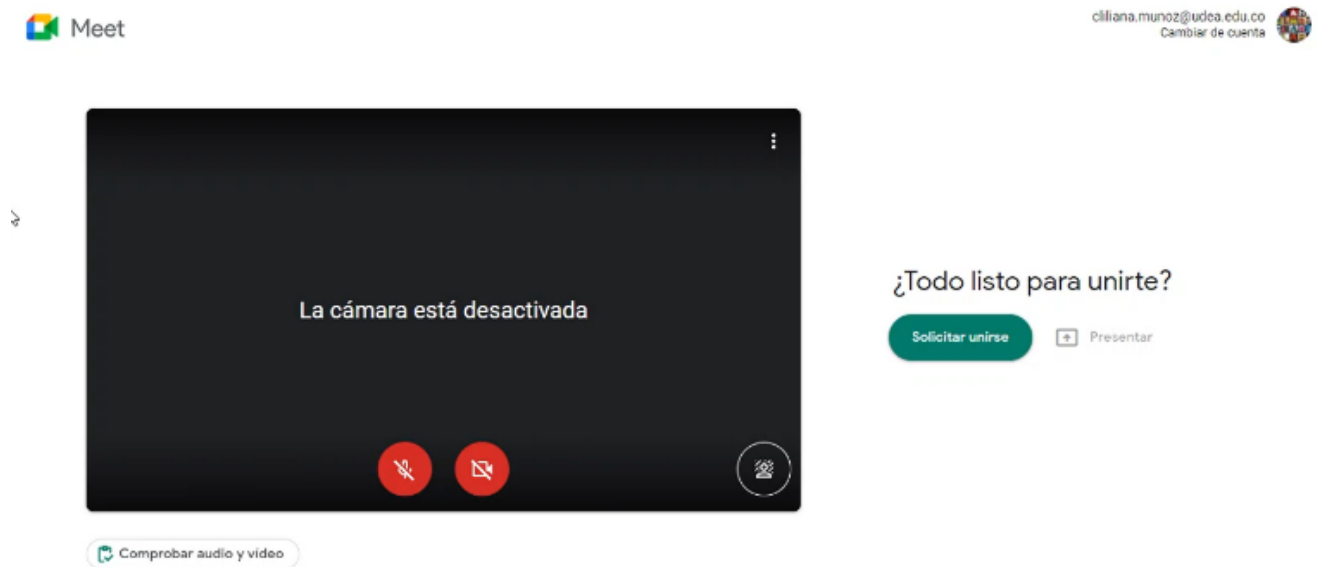 Meet
cliliana.munoz@udea.edu.co
Cambiar de cuenta
La cámara está desactivada
¿Todo listo para unirte?
Solicitar unirse
Presentar
Comprobar audio y vídeo